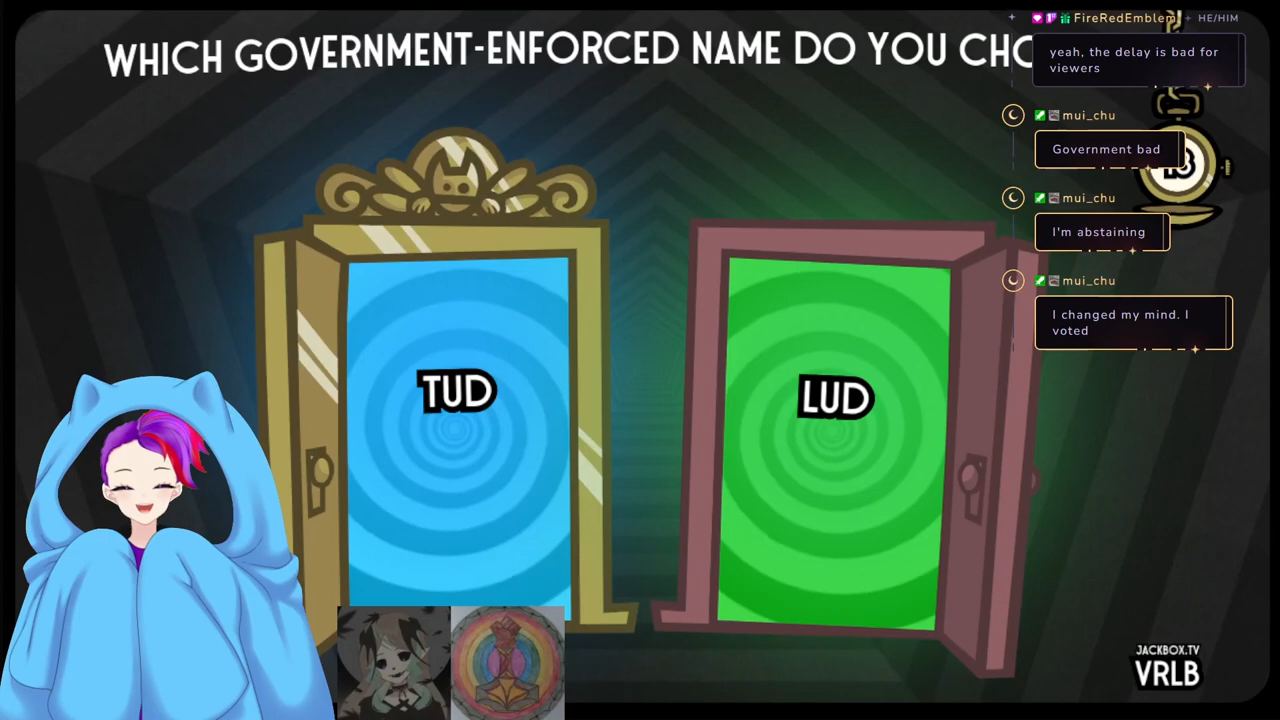 WHICH GOVERNMENT-ENFORCED NAME DO YOU
FireRedEmblem
HE/HIM
yeah, the delay is bad for
viewers
mui_chu
Government bad
mui_chu
I'm abstaining
mui_chu
I changed my mind. I
voted
TUD
LUD
JACKBOX.TV
VRLB